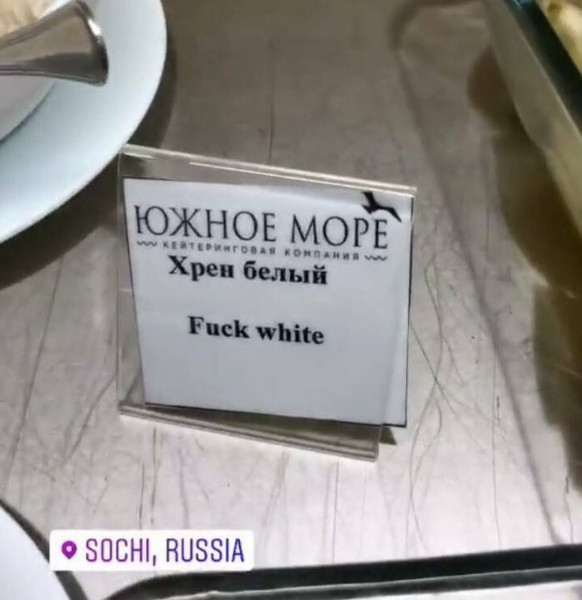 ЮЖНОЕ МОРЕ
КЕЙТЕРИНГОВАЯ КОМПАНИЯ
Хрен белый
Fuck white
SOCHI, RUSSIA